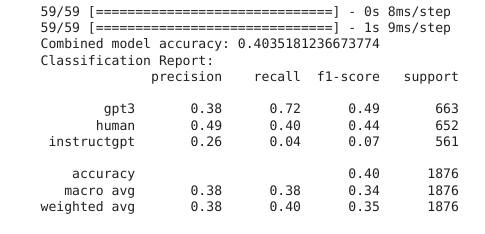 59/59 [==============================] - 0s 8ms/step
59/59 [==============================] - 1s 9ms/step
Combined model accuracy: 0.4035181236673774
Classification Report:
              precision    recall  f1-score   support

        gpt3       0.38      0.72      0.49       663
       human       0.49      0.40      0.44       652
 instructgpt       0.26      0.04      0.07       561

    accuracy                           0.40      1876
   macro avg       0.38      0.38      0.34      1876
weighted avg       0.38      0.40      0.35      1876